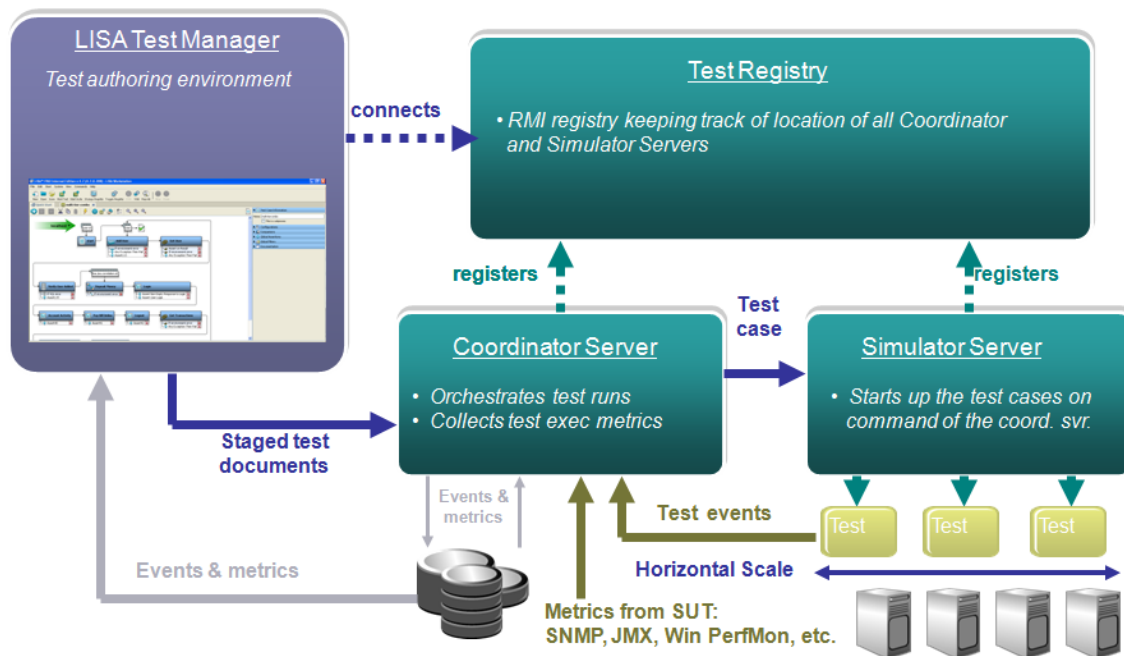 LISA Test Manager
Test authoring environment
Test Registry
• RMI registry keeping track of location of all Coordinator
and Simulator Servers
connects
registers
registers
Test
case
Coordinator Server
• Orchestrates test runs
• Collects test exec metrics
Simulator Server
• Starts up the test cases on
command of the coord. svr.
Staged test
documents
Events &
metrics
Test events
Test
Test
Test
Events & metrics
Horizontal Scale
Metrics from SUT:
SNMP, JMX, Win PerfMon, etc.